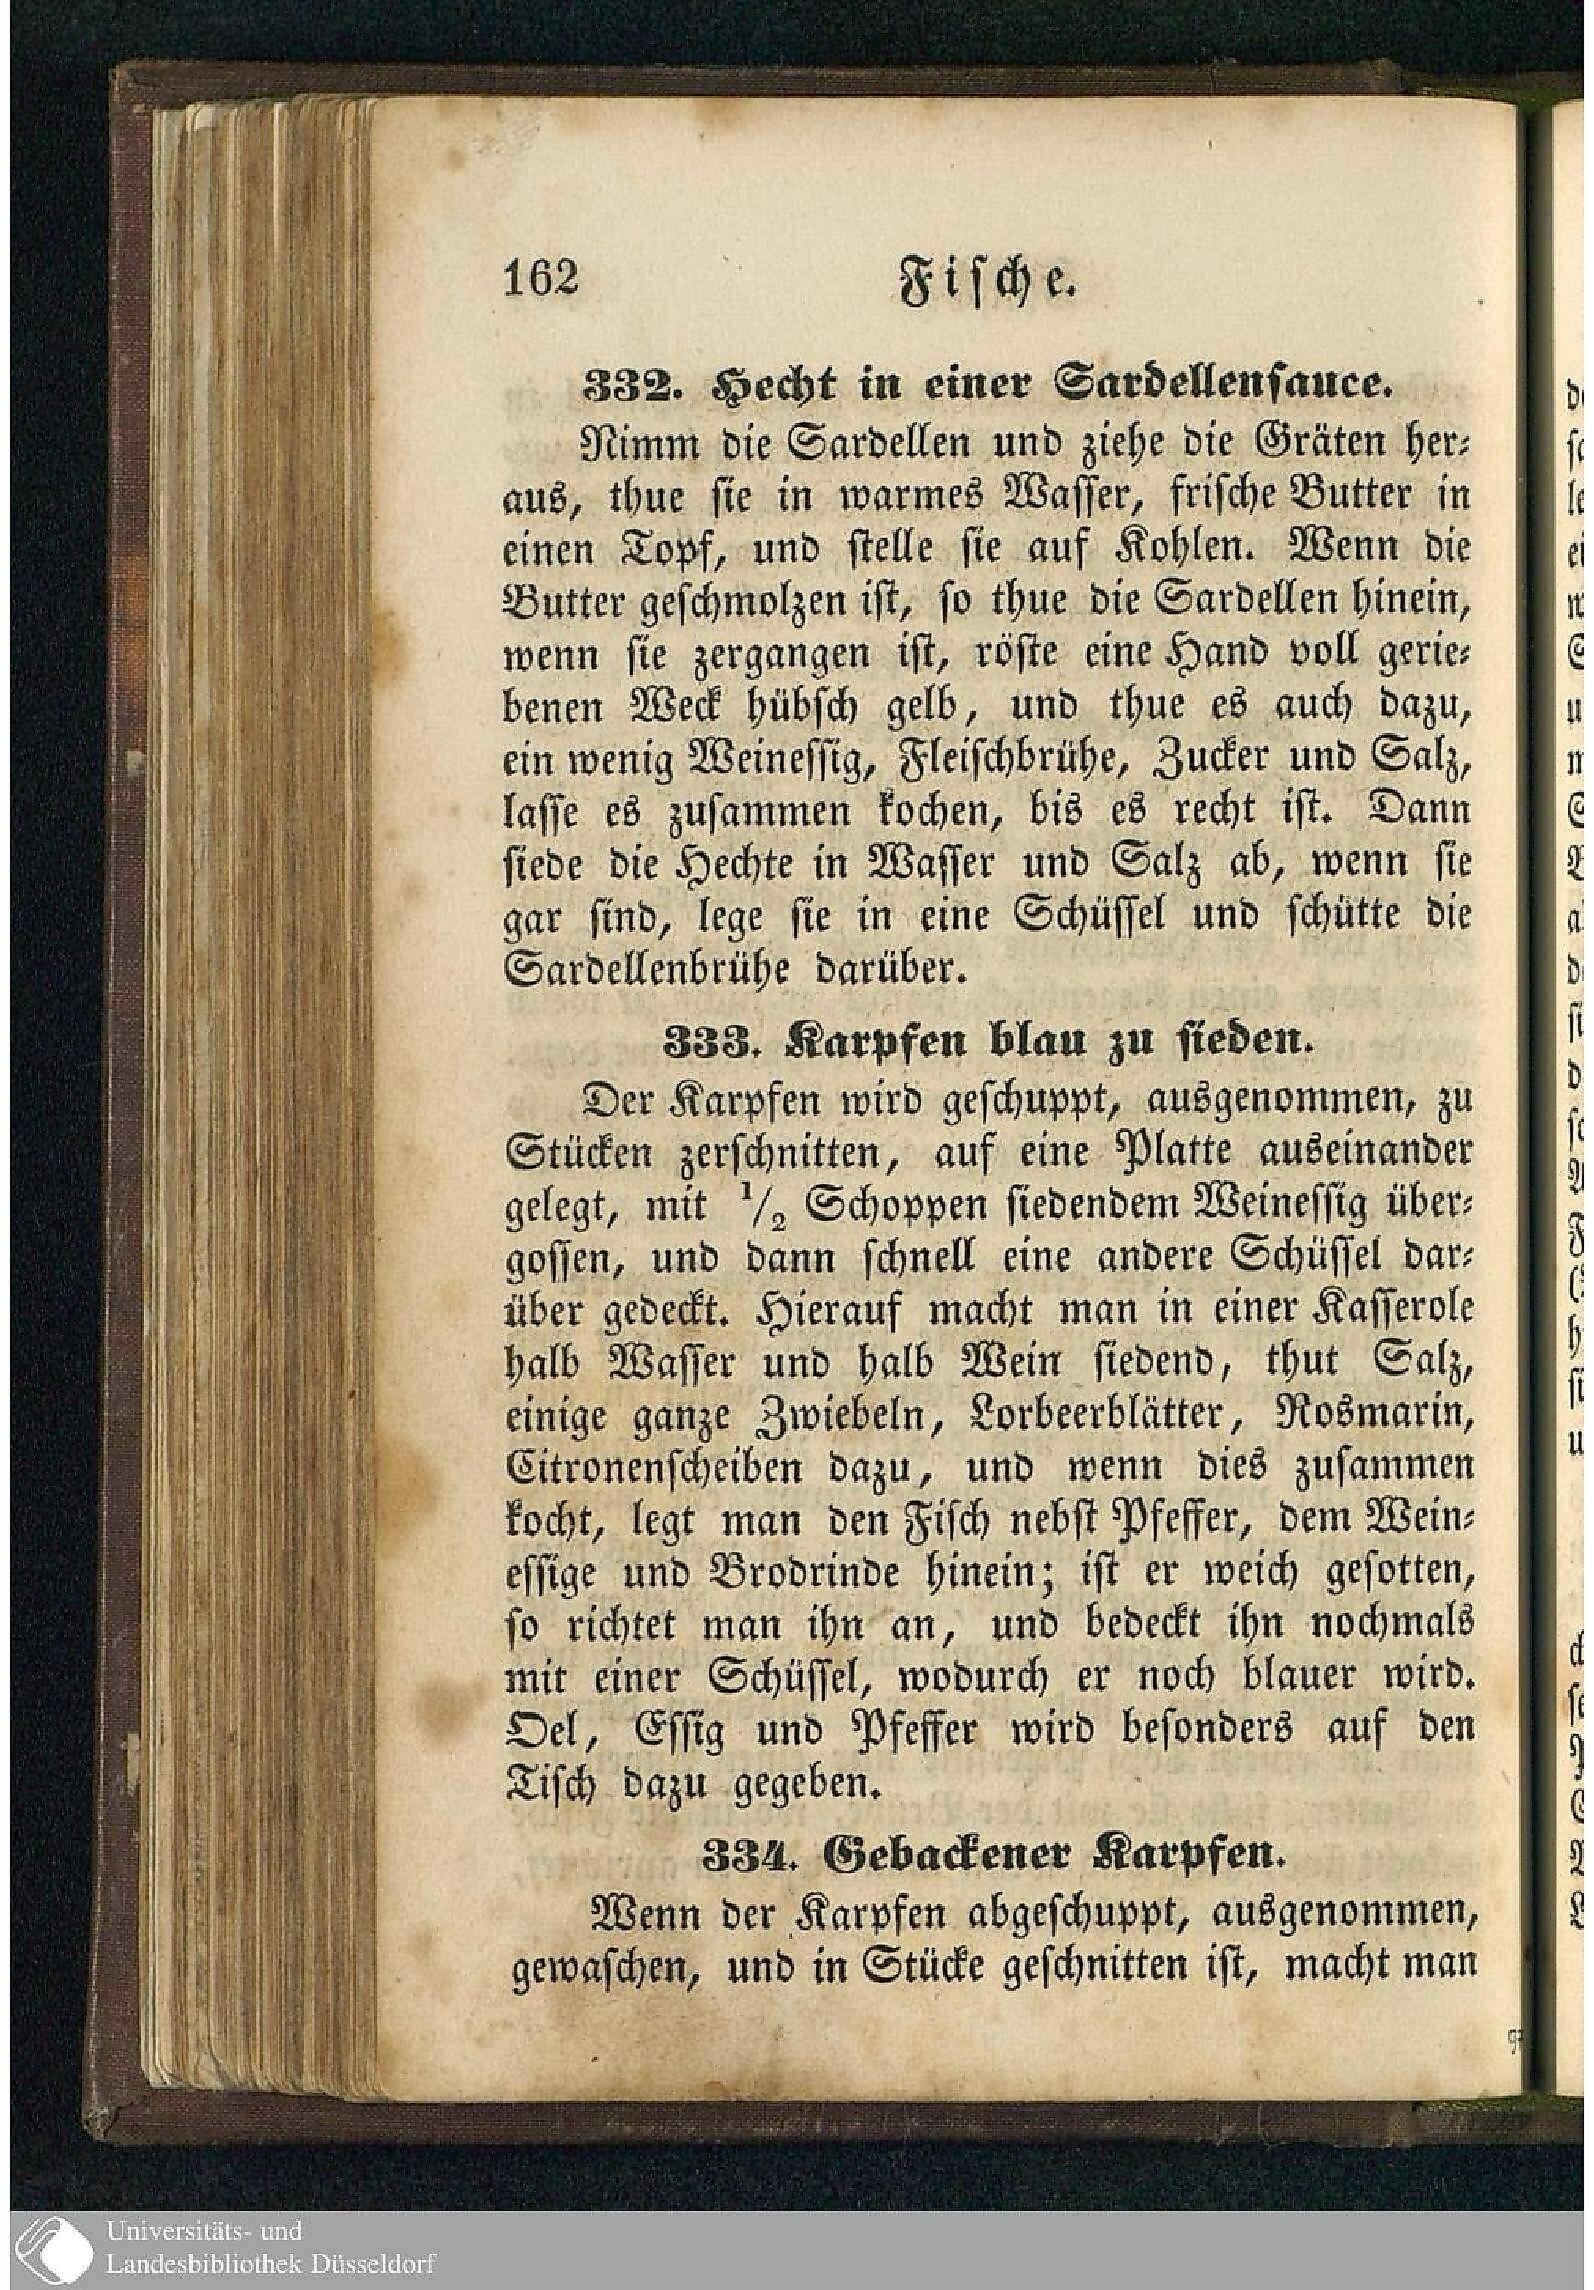 162 Fiſche.
332. Hecht in einer Sardellenſauce.
Nimm die Sardellen und ziehe die Gräten her⸗
aus, thue ſie in warmes Waſſer, friſche Butter in
einen Topf, und ſtelle ſie auf Kohlen. Wenn die
Butter geſchmolzen iſt, ſo thue die Sardellen hinein,
wenn ſie zergangen iſt, röſte eine Hand voll gerie⸗
benen Weck hübſch gelb, und thue es auch dazu,
ein wenig Weineſſig, Fleiſchbrühe, Zucker und Salz,
laſſe es zuſammen kochen, bis es recht iſt. Dann
ſiede die Hechte in Waſſer und Salz ab, wenn ſie
gar ſind, lege ſie in eine Schüſſel und ſchütte die
Sardellenbrühe darüber.
333. Karpfen blau zu ſieden.
Der Karpfen wird geſchuppt, ausgenommen, zu
Stücken zerſchnitten, auf eine Platte auseinander
gelegt, mit 1/2 Schoppen ſiedendem Weineſſig über⸗
goſſen, und dann ſchnell eine andere Schüſſel dar⸗
über gedeckt. Hierauf macht man in einer Kaſſerole
halb Waſſer und halb Wein ſiedend, thut Salz,
einige ganze Zwiebeln, Lorbeerblätter, Rosmarin,
Citronenſcheiben dazu, und wenn dies zuſammen
kocht, legt man den Fiſch nebſt Pfeffer, dem Wein⸗
eſſige und Brodrinde hinein; iſt er weich geſotten,
ſo richtet man ihn an, und bedeckt ihn nochmals
mit einer Schüſſel, wodurch er noch blauer wird.
Oel, Eſſig und Pfeffer wird beſonders auf den
Tiſch dazu gegeben.
334. Gebackener Karpfen.
Wenn der Karpfen abgeſchuppt, ausgenommen,
gewaſchen, und in Stücke geſchnitten iſt, macht man
Universitäts- und
Landesbibliothek Düsseldorf